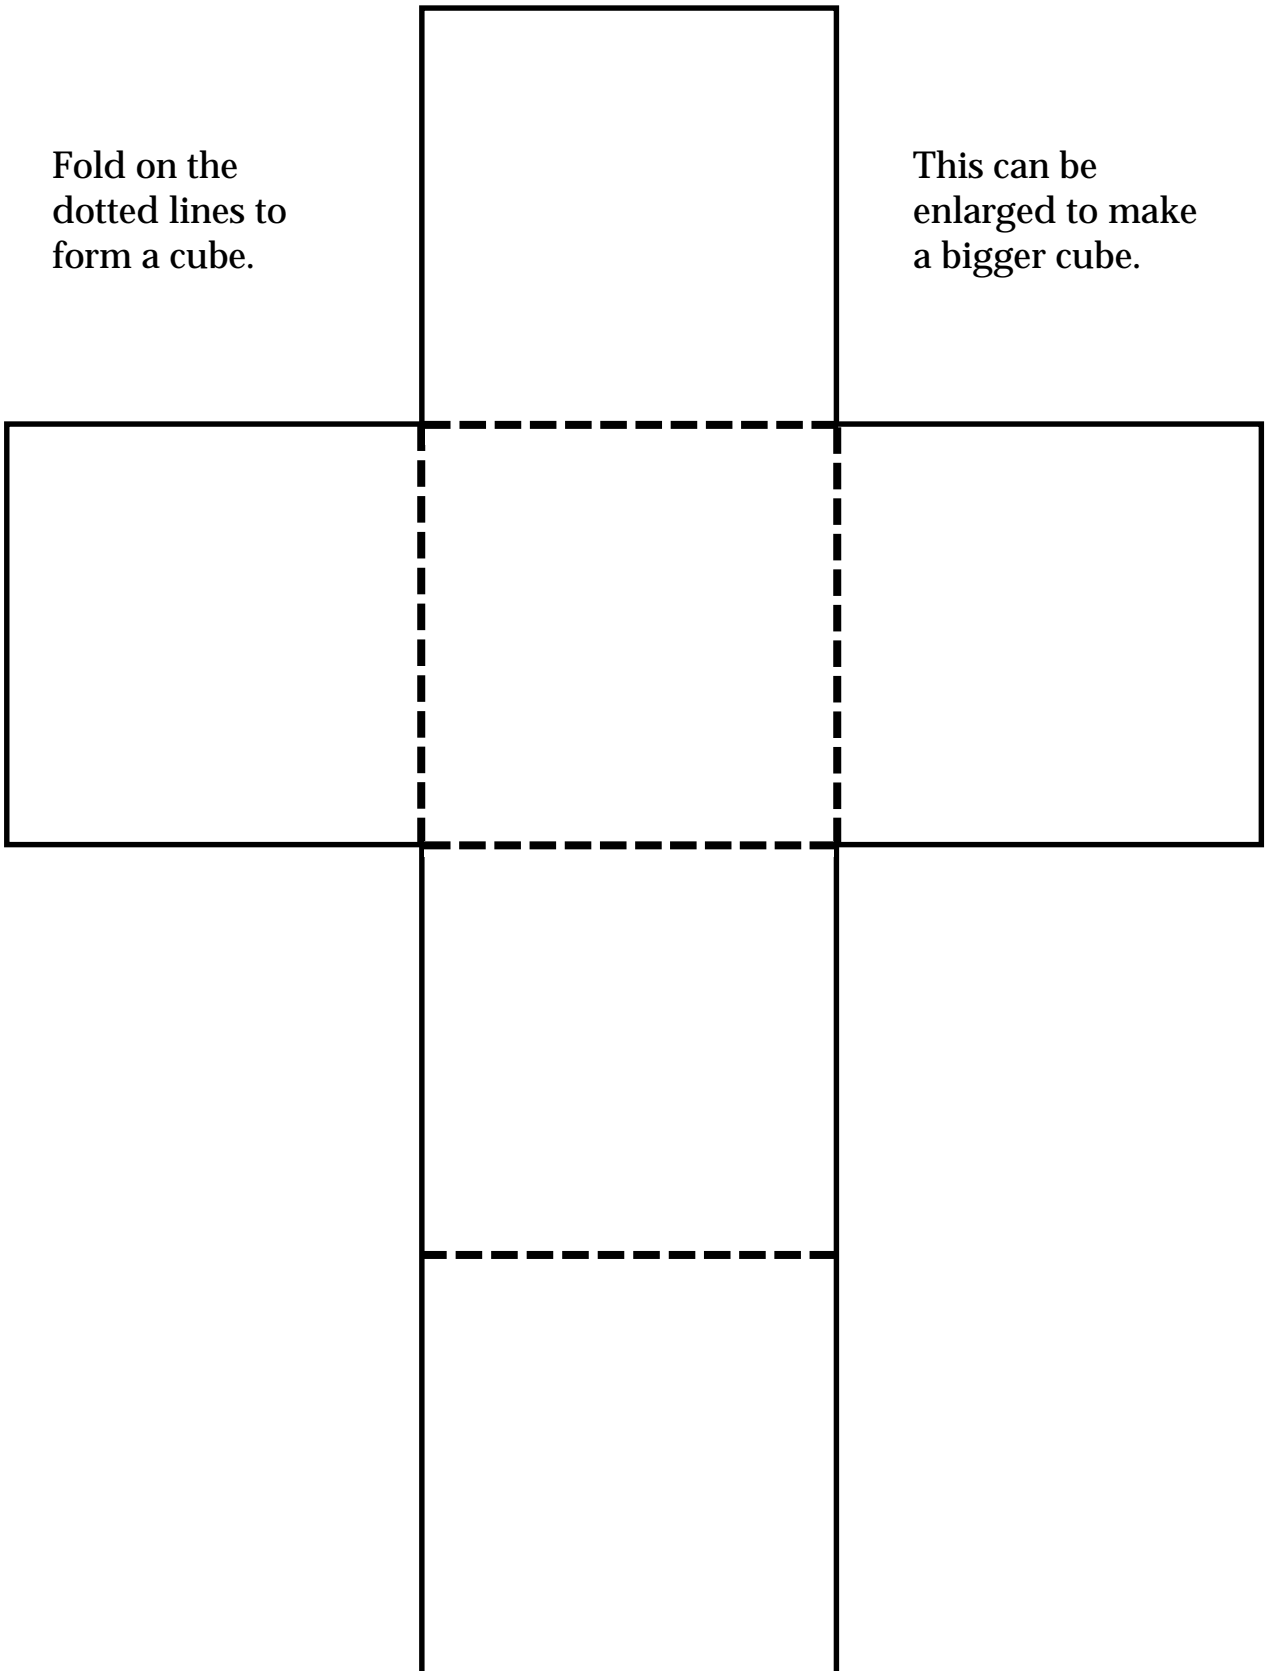 Fold on the
dotted lines to
form a cube.
This can be
enlarged to make
a bigger cube.